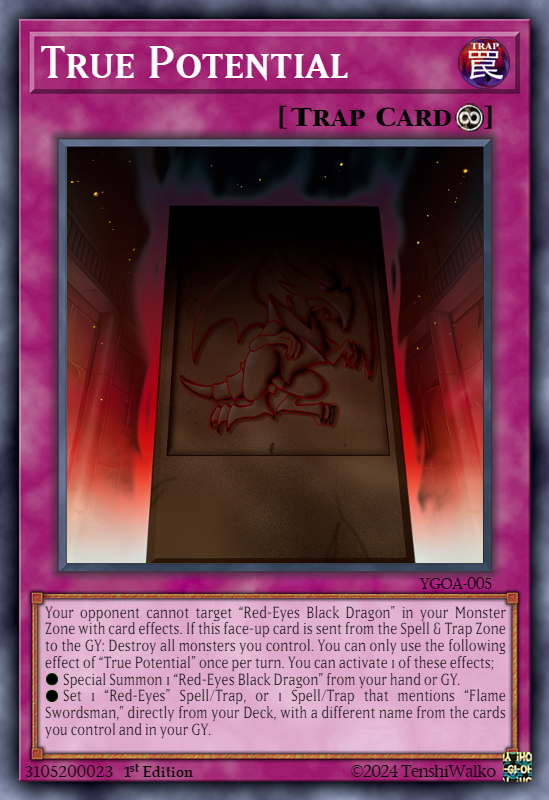 True Potential
TRAP
罠
[Trap Card]
YGOA-005
Your opponent cannot target “Red-Eyes Black Dragon” in your Monster
Zone with card effects. If this face-up card is sent from the Spell & Trap Zone
to the GY: Destroy all monsters you control. You can only use the following
effect of “True Potential” once per turn. You can activate 1 of these effects;
● Special Summon 1 “Red-Eyes Black Dragon” from your hand or GY.
● Set 1 “Red-Eyes” Spell/Trap, or 1 Spell/Trap that mentions “Flame
Swordsman,” directly from your Deck, with a different name from the cards
you control and in your GY.
3105200023 1st Edition ©2024 TenshiWalko